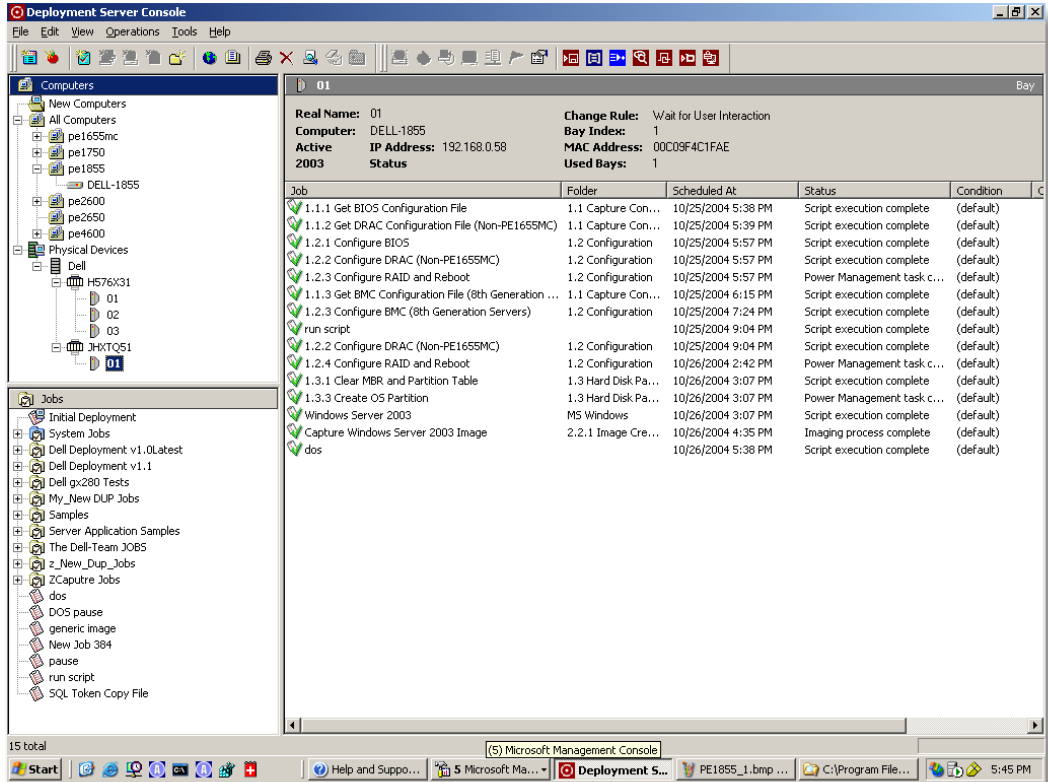 Deployment Server Console
File Edit View Operations Tools Help
Computers
New Computers
All Computers
pe1655mc
pe1750
pe1855
DELL-1855
pe2600
pe2650
pe4600
Physical Devices
Dell
H576X31
01
02
03
JHXTQ51
01
Jobs
Initial Deployment
System Jobs
Dell Deployment v1.0Latest
Dell Deployment v1.1
Dell gx280 Tests
My_New DUP Jobs
Samples
Server Application Samples
The Dell-Team JOBS
z_New_Dup_Jobs
ZCaputre Jobs
dos
DOS pause
generic image
New Job 384
pause
run script
SQL Token Copy File
01 Bay
Real Name: 01 Change Rule: Wait for User Interaction
Computer: DELL-1855 Bay Index: 1
Active IP Address: 192.168.0.58 MAC Address: 00C09F4C1FAE
2003 Status Used Bays: 1
Job Folder Scheduled At Status Condition C
1.1.1 Get BIOS Configuration File 1.1 Capture Con... 10/25/2004 5:38 PM Script execution complete (default)
1.1.2 Get DRAC Configuration File (Non-PE1655MC) 1.1 Capture Con... 10/25/2004 5:39 PM Script execution complete (default)
1.2.1 Configure BIOS 1.2 Configuration 10/25/2004 5:57 PM Script execution complete (default)
1.2.2 Configure DRAC (Non-PE1655MC) 1.2 Configuration 10/25/2004 5:57 PM Script execution complete (default)
1.2.3 Configure RAID and Reboot 1.2 Configuration 10/25/2004 5:57 PM Power Management task c... (default)
1.1.3 Get BMC Configuration File (8th Generation ... 1.1 Capture Con... 10/25/2004 6:15 PM Script execution complete (default)
1.2.3 Configure BMC (8th Generation Servers) 1.2 Configuration 10/25/2004 7:24 PM Script execution complete (default)
run script 10/25/2004 9:04 PM Script execution complete (default)
1.2.2 Configure DRAC (Non-PE1655MC) 1.2 Configuration 10/25/2004 9:04 PM Script execution complete (default)
1.2.4 Configure RAID and Reboot 1.2 Configuration 10/26/2004 2:42 PM Power Management task c... (default)
1.3.1 Clear MBR and Partition Table 1.3 Hard Disk Pa... 10/26/2004 3:07 PM Script execution complete (default)
1.3.3 Create OS Partition 1.3 Hard Disk Pa... 10/26/2004 3:07 PM Power Management task c... (default)
Windows Server 2003 MS Windows 10/26/2004 3:07 PM Script execution complete (default)
Capture Windows Server 2003 Image 2.2.1 Image Cre... 10/26/2004 4:35 PM Imaging process complete (default)
dos 10/26/2004 5:38 PM Script execution complete (default)
15 total
(5) Microsoft Management Console
Start Help and Suppo... 5 Microsoft Ma... Deployment S... PE1855_1.bmp ... C:\Program File... 5:45 PM